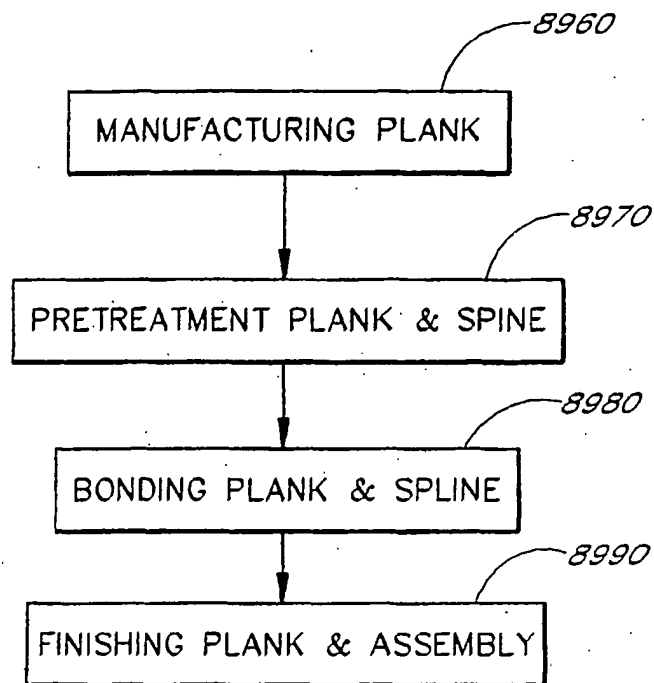 8960
MANUFACTURING PLANK
8970
PRETREATMENT PLANK & SPINE
8980
BONDING PLANK & SPLINE
8990
FINISHING PLANK & ASSEMBLY